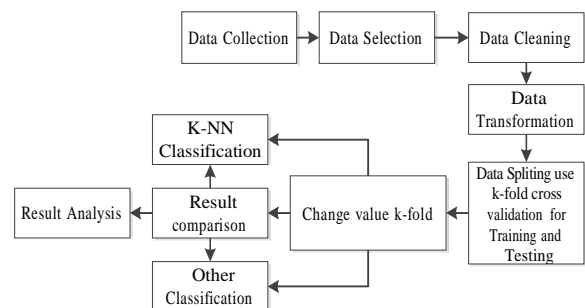 Data Collection
Data Selection
Data Cleaning
Data
Transformation
Data Spliting use
k-fold cross
validation for
Training and
Testing
Change value k-fold
K-NN
Classification
Result
comparison
Other
Classification
Result Analysis